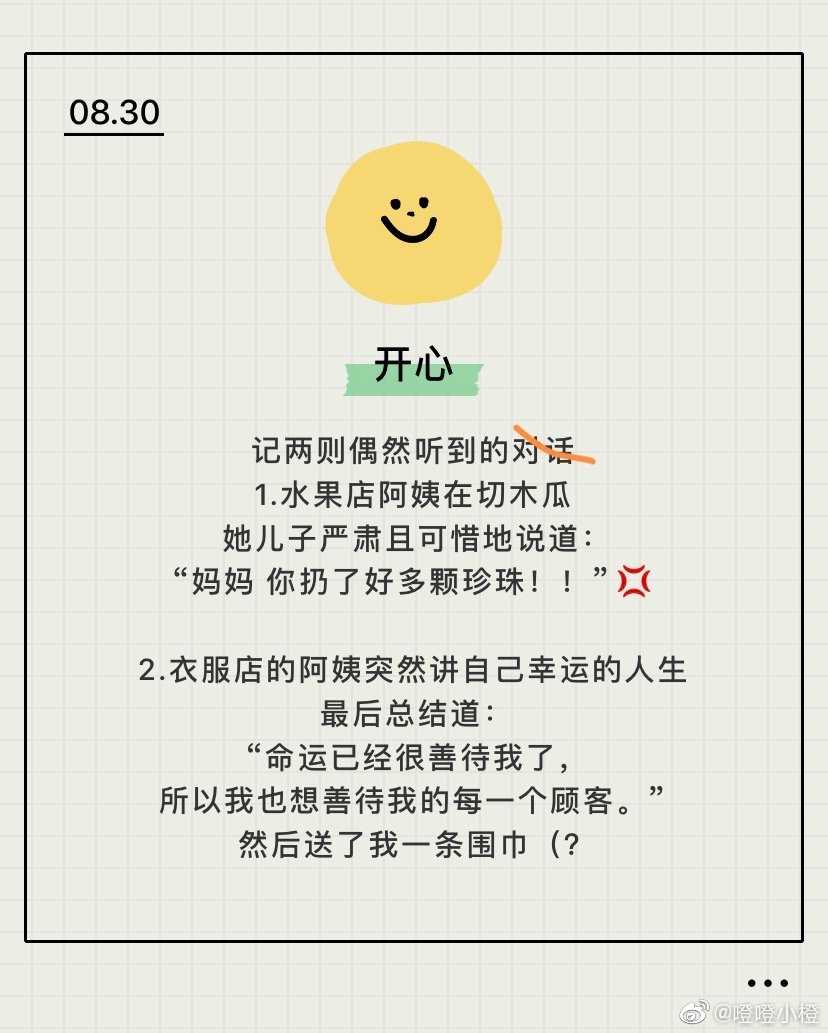 08.30
开心
记两则偶然听到的对话
1.水果店阿姨在切木瓜
她儿子严肃且可惜地说道：
“妈妈 你扔了好多颗珍珠！！”💢
2.衣服店的阿姨突然讲自己幸运的人生
最后总结道：
“命运已经很善待我了，
所以我也想善待我的每一个顾客。”
然后送了我一条围巾（?
@噔噔小橙